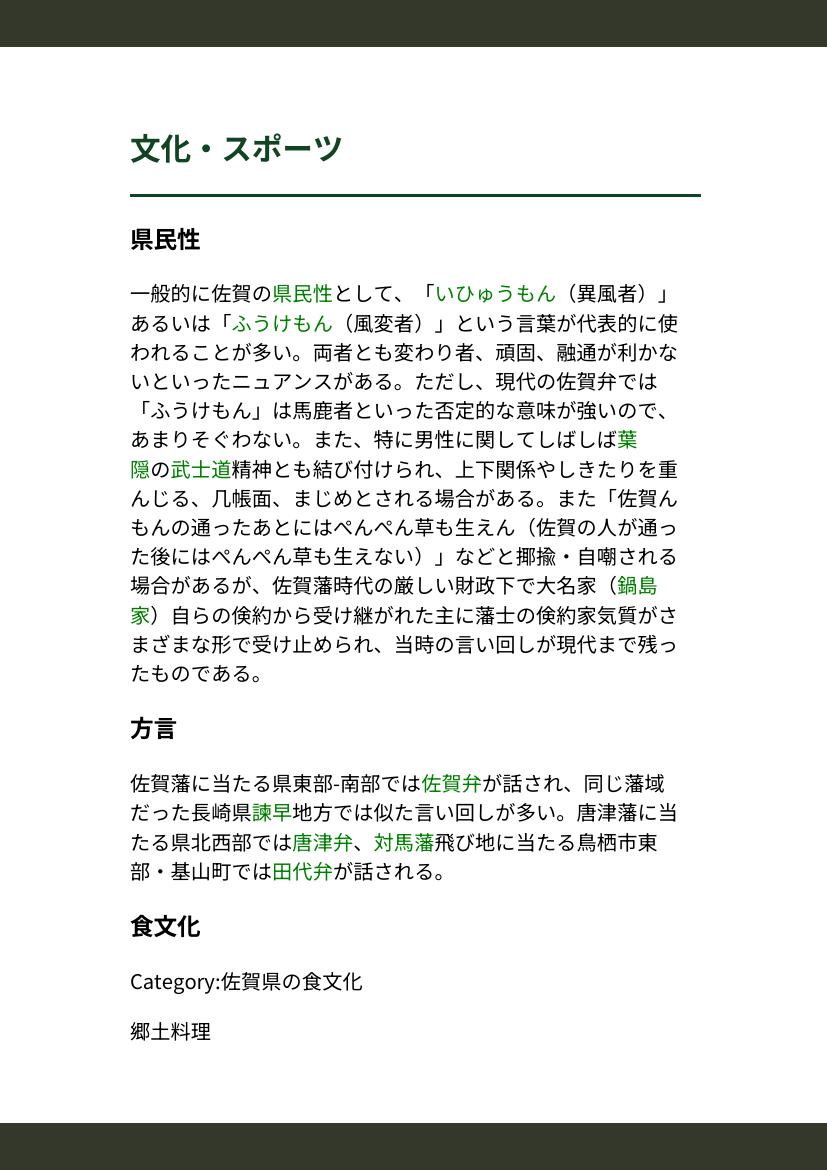 文化・スポーツ
県民性
一般的に佐賀の県民性として、「いひゅうもん（異風者）」
あるいは「ふうけもん（風変者）」という言葉が代表的に使
われることが多い。両者とも変わり者、頑固、融通が利かな
いといったニュアンスがある。ただし、現代の佐賀弁では
「ふうけもん」は馬鹿者といった否定的な意味が強いので、
あまりそぐわない。また、特に男性に関してしばしば葉
隠の武士道精神とも結び付けられ、上下関係やしきたりを重
んじる、几帳面、まじめとされる場合がある。また「佐賀ん
もんの通ったあとにはぺんぺん草も生えん（佐賀の人が通っ
た後にはぺんぺん草も生えない）」などと揶揄・自嘲される
場合があるが、佐賀藩時代の厳しい財政下で大名家（鍋島
家）自らの倹約から受け継がれた主に藩士の倹約家気質がさ
まざまな形で受け止められ、当時の言い回しが現代まで残っ
たものである。
方言
佐賀藩に当たる県東部-南部では佐賀弁が話され、同じ藩域
だった長崎県諫早地方では似た言い回しが多い。唐津藩に当
たる県北西部では唐津弁、対馬藩飛び地に当たる鳥栖市東
部・基山町では田代弁が話される。
食文化
Category:佐賀県の食文化
郷土料理